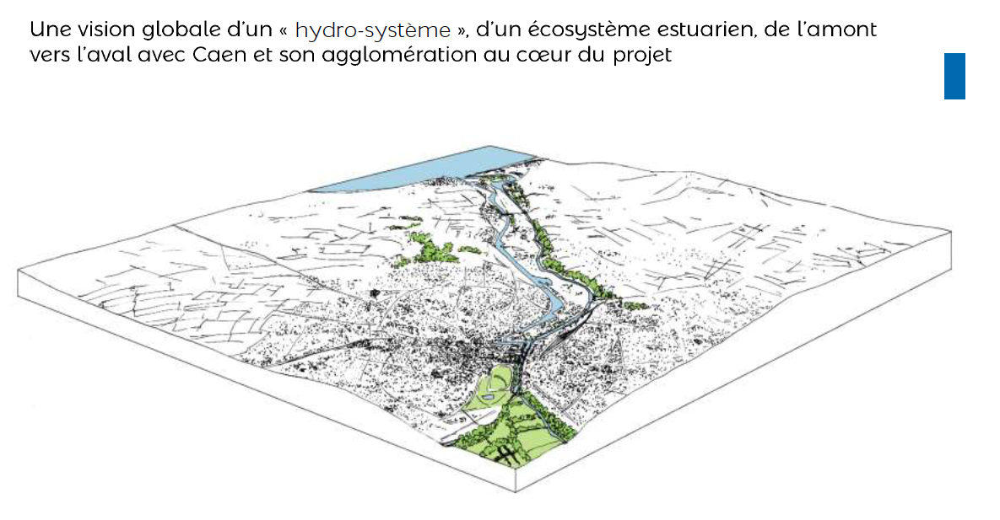 Une vision globale d’un « hydro-système », d’un écosystème estuarien, de l’amont
vers l’aval avec Caen et son agglomération au cœur du projet